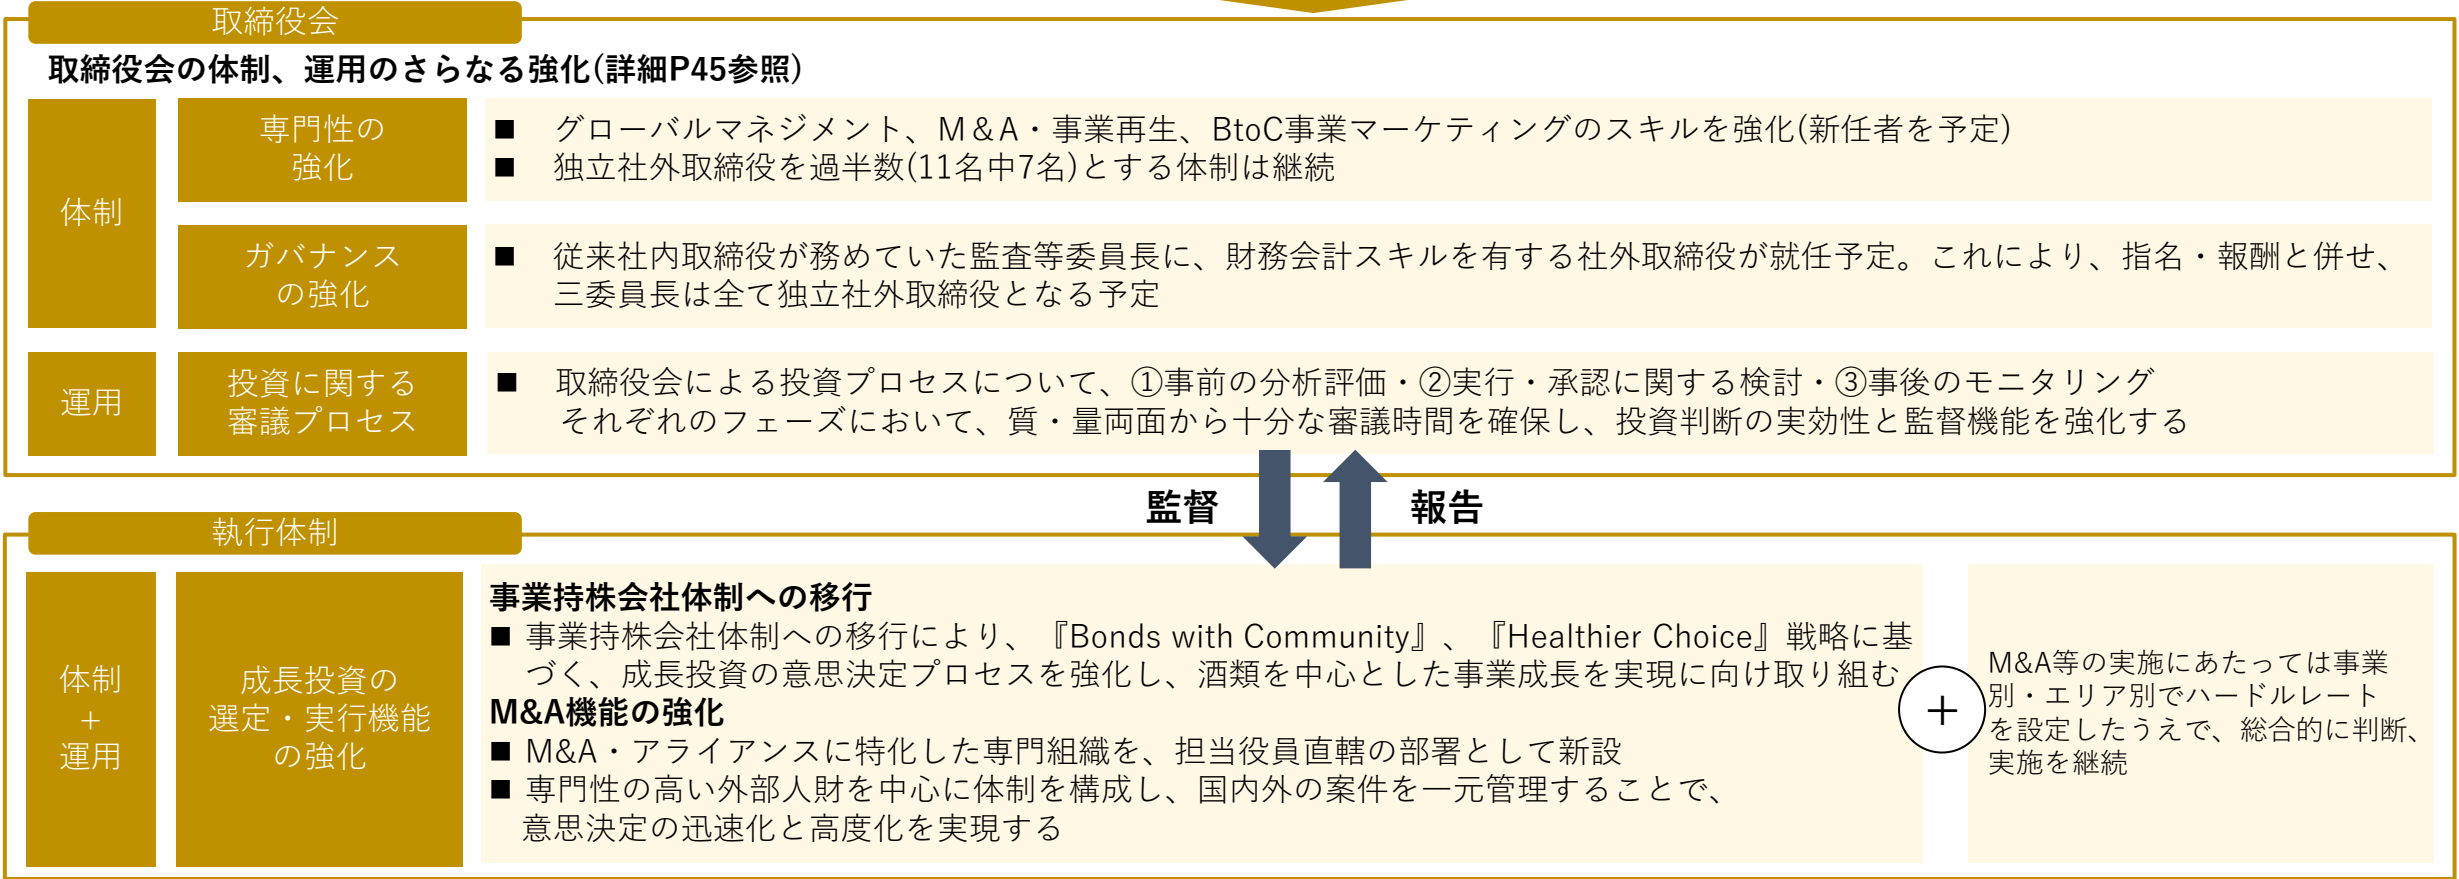 取締役会
取締役会の体制、運用のさらなる強化(詳細P45参照)
体制
専門性の
強化
■ グローバルマネジメント、M＆A・事業再生、BtoC事業マーケティングのスキルを強化(新任者を予定)
■ 独立社外取締役を過半数(11名中7名)とする体制は継続
ガバナンス
の強化
■ 従来社内取締役が務めていた監査等委員長に、財務会計スキルを有する社外取締役が就任予定。これにより、指名・報酬と併せ、
三委員長は全て独立社外取締役となる予定
運用
投資に関する
審議プロセス
■ 取締役会による投資プロセスについて、①事前の分析評価・②実行・承認に関する検討・③事後のモニタリング
それぞれのフェーズにおいて、質・量両面から十分な審議時間を確保し、投資判断の実効性と監督機能を強化する
監督
報告
執行体制
体制
+
運用
成長投資の
選定・実行機能
の強化
事業持株会社体制への移行
■ 事業持株会社体制への移行により、『Bonds with Community』、『Healthier Choice』戦略に基
づく、成長投資の意思決定プロセスを強化し、酒類を中心とした事業成長を実現に向け取り組む
M&A機能の強化
■ M&A・アライアンスに特化した専門組織を、担当役員直轄の部署として新設
■ 専門性の高い外部人財を中心に体制を構成し、国内外の案件を一元管理することで、
意思決定の迅速化と高度化を実現する
＋
M&A等の実施にあたっては事業
別・エリア別でハードルレート
を設定したうえで、総合的に判断、
実施を継続